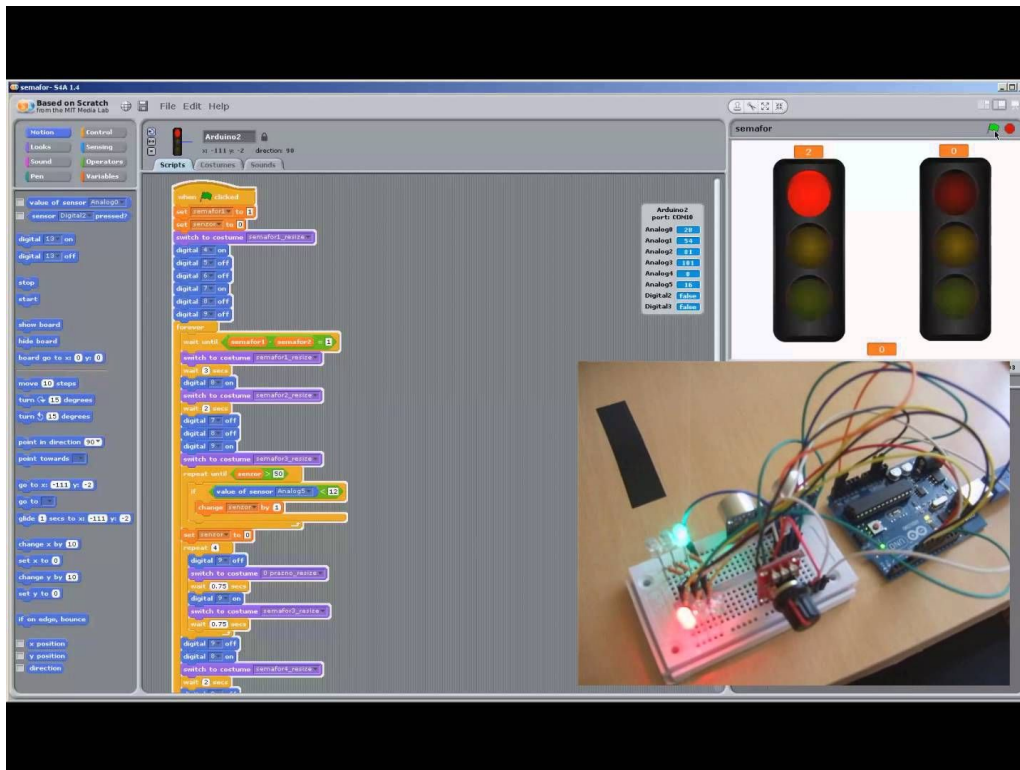 semafor- S4A 1.4
Based on Scratch
from the MIT Media Lab
File Edit Help
Motion Control
Looks Sensing
Sound Operators
Pen Variables
value of sensor Analog0
sensor Digital2 pressed?
digital 13 on
digital 13 off
stop
start
show board
hide board
board go to x: 0 y: 0
move 10 steps
turn 15 degrees
turn 15 degrees
point in direction 90
point towards
go to x: -111 y: -2
go to
glide 1 secs to x: -111 y: -2
change x by 10
set x to 0
change y by 10
set y to 0
if on edge, bounce
x position
y position
direction
Arduino2
x: -111 y: -2 direction: 90
Scripts Costumes Sounds
when clicked
set semafor1 to 1
set senzor to 0
switch to costume semafor1_resize
digital 4 on
digital 5 off
digital 6 off
digital 7 on
digital 8 off
digital 9 off
forever
wait until semafor1 - semafor2 = 1
switch to costume semafor1_resize
wait 3 secs
digital 8 on
switch to costume semafor2_resize
wait 2 secs
digital 7 off
digital 8 off
digital 9 on
switch to costume semafor3_resize
repeat until senzor > 50
if value of sensor Analog5 < 12
change senzor by 1
set senzor to 0
repeat 4
digital 9 off
switch to costume 0 prazno_resize
wait 0.75 secs
digital 9 on
switch to costume semafor3_resize
wait 0.75 secs
digital 9 off
digital 8 on
switch to costume semafor4_resize
wait 2 secs
Arduino2
port: COM10
Analog0 28
Analog1 54
Analog2 81
Analog3 101
Analog4 0
Analog5 16
Digital2 false
Digital3 false
semafor
2 0
0
UNO